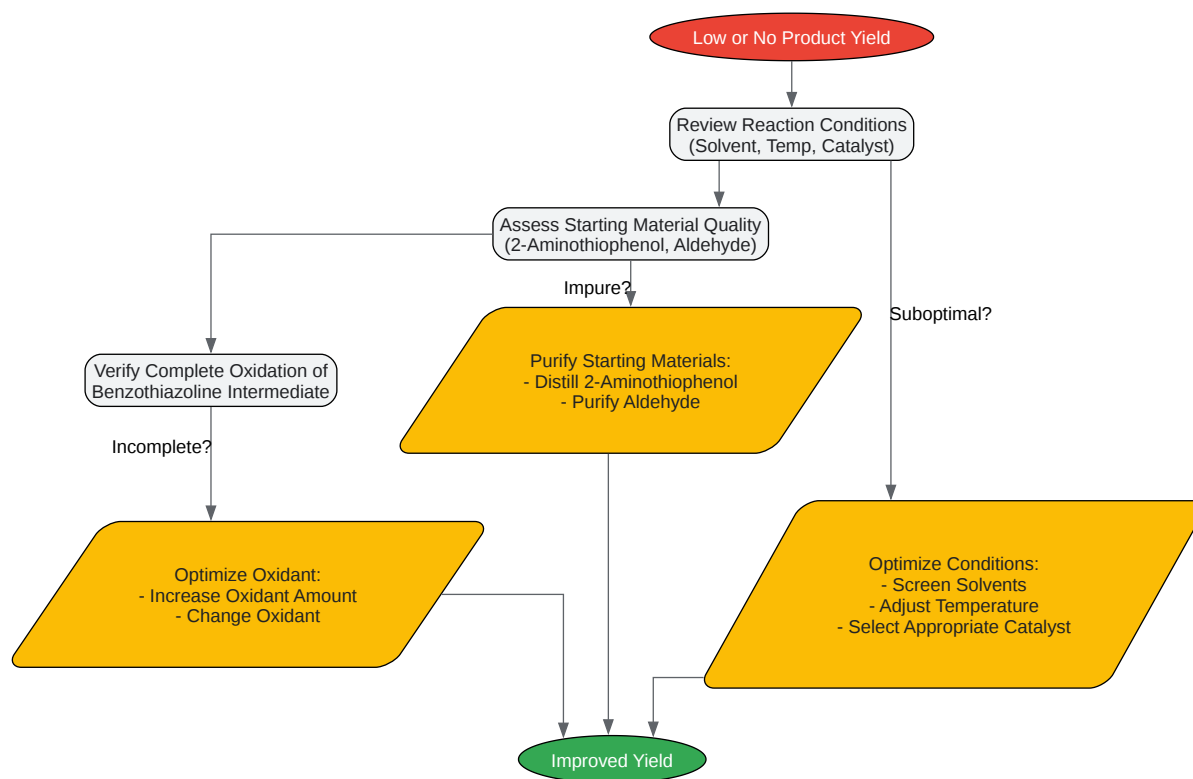 Low or No Product Yield
Review Reaction Conditions
(Solvent, Temp, Catalyst)
Assess Starting Material Quality
(2-Aminothiophenol, Aldehyde)
Impure?
Suboptimal?
Purify Starting Materials:
- Distill 2-Aminothiophenol
- Purify Aldehyde
Verify Complete Oxidation of
Benzothiazoline Intermediate
Incomplete?
Optimize Oxidant:
- Increase Oxidant Amount
- Change Oxidant
Optimize Conditions:
- Screen Solvents
- Adjust Temperature
- Select Appropriate Catalyst
Improved Yield